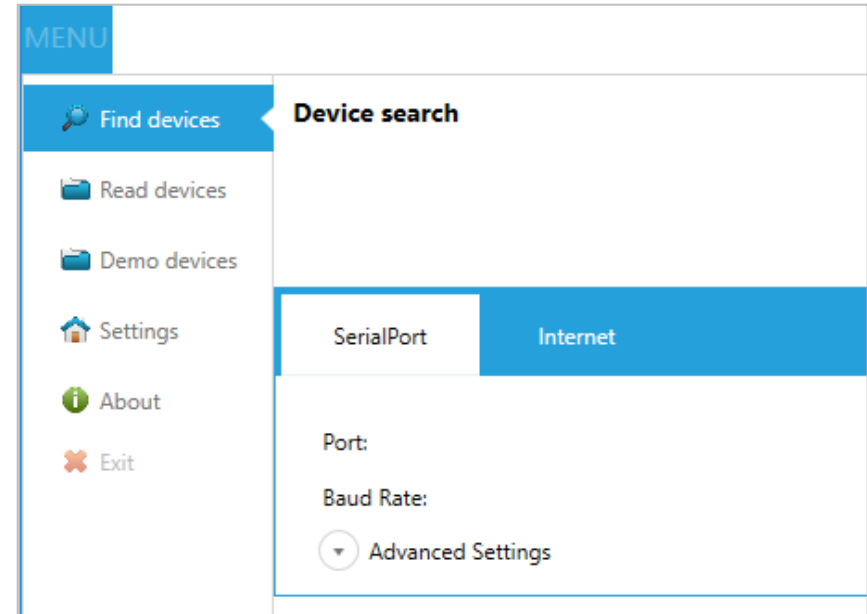 MENU
Find devices
Read devices
Demo devices
Settings
About
Exit
Device search
SerialPort
Internet
Port:
Baud Rate:
Advanced Settings